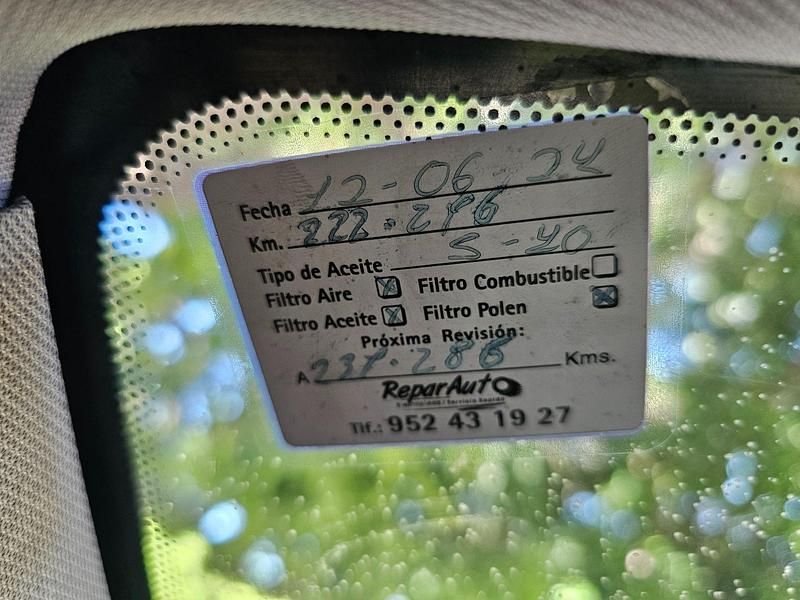 Fecha 12-06 24
Km. 222.286
Tipo de Aceite 5-40
Filtro Aire Filtro Combustible
Filtro Aceite Filtro Polen
Próxima Revisión:
A 237.286 Kms.
ReparAuto
Tlf.: 952 43 19 27